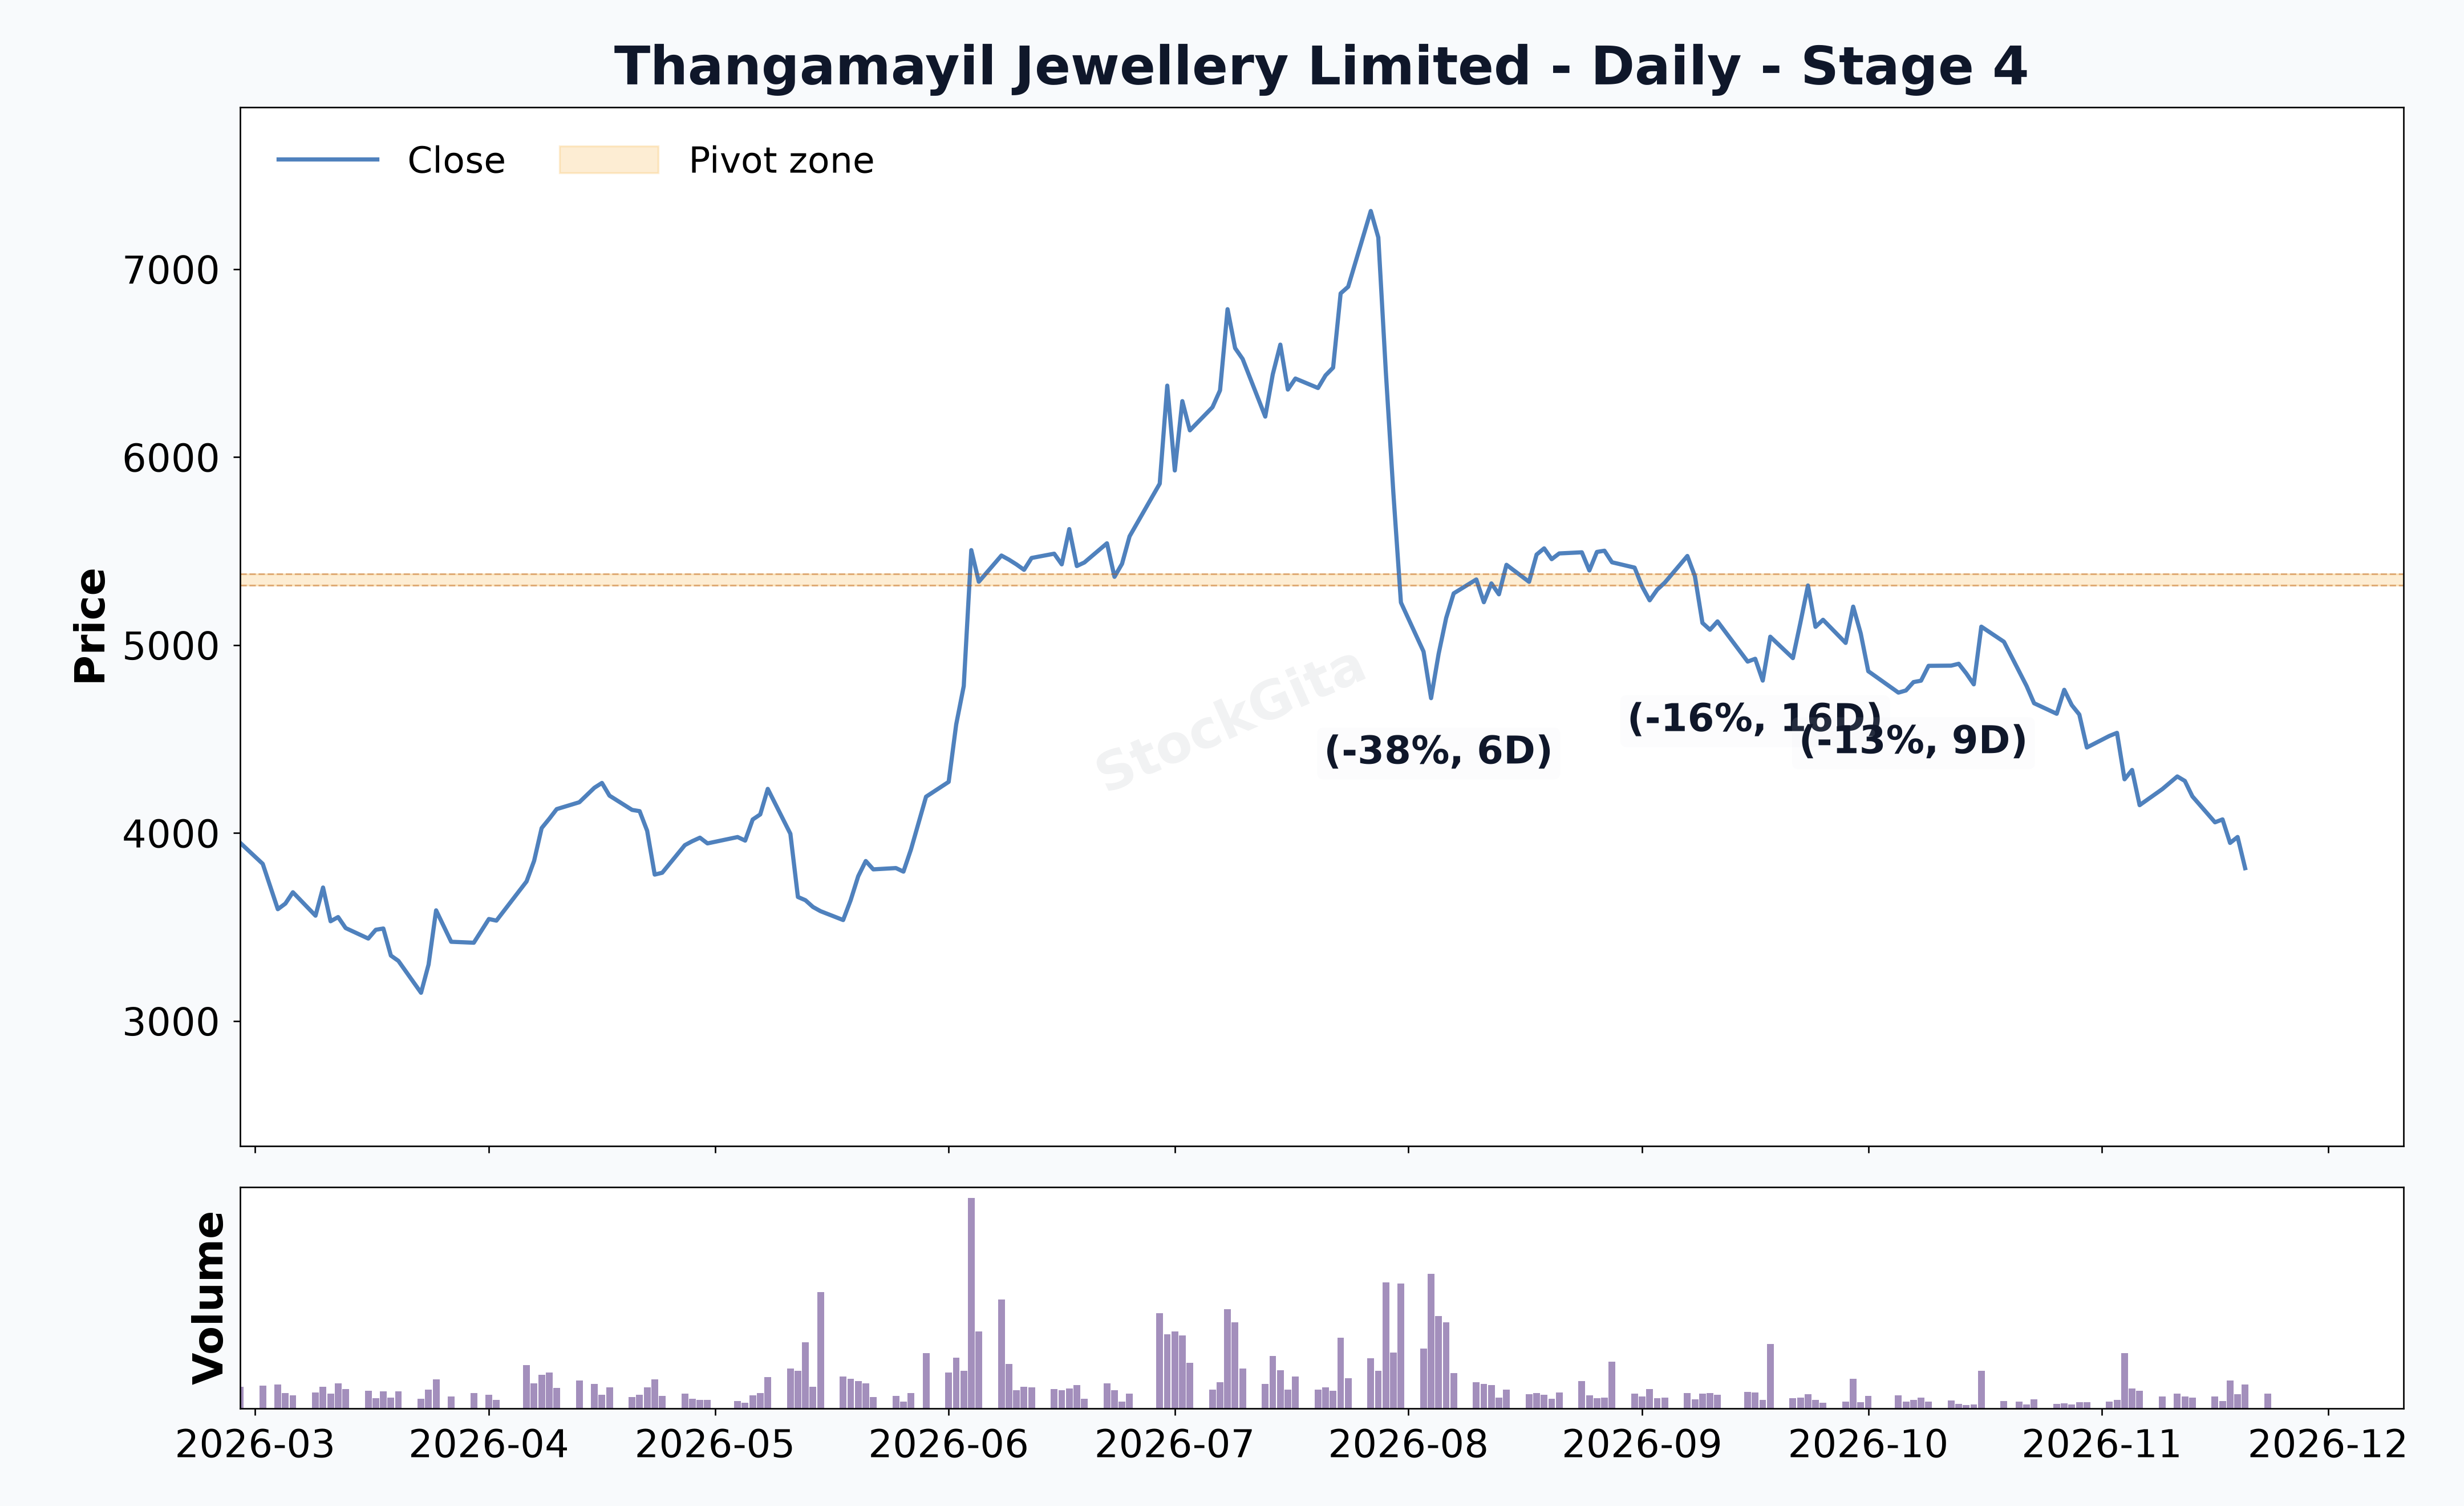 Thangamayil Jewellery Limited - Daily - Stage 4
Close
Pivot zone
7000
6000
5000
4000
3000
Price
StockGita
(-38%, 6D)
(-16%, 16D)
(-13%, 9D)
Volume
2026-03
2026-04
2026-05
2026-06
2026-07
2026-08
2026-09
2026-10
2026-11
2026-12